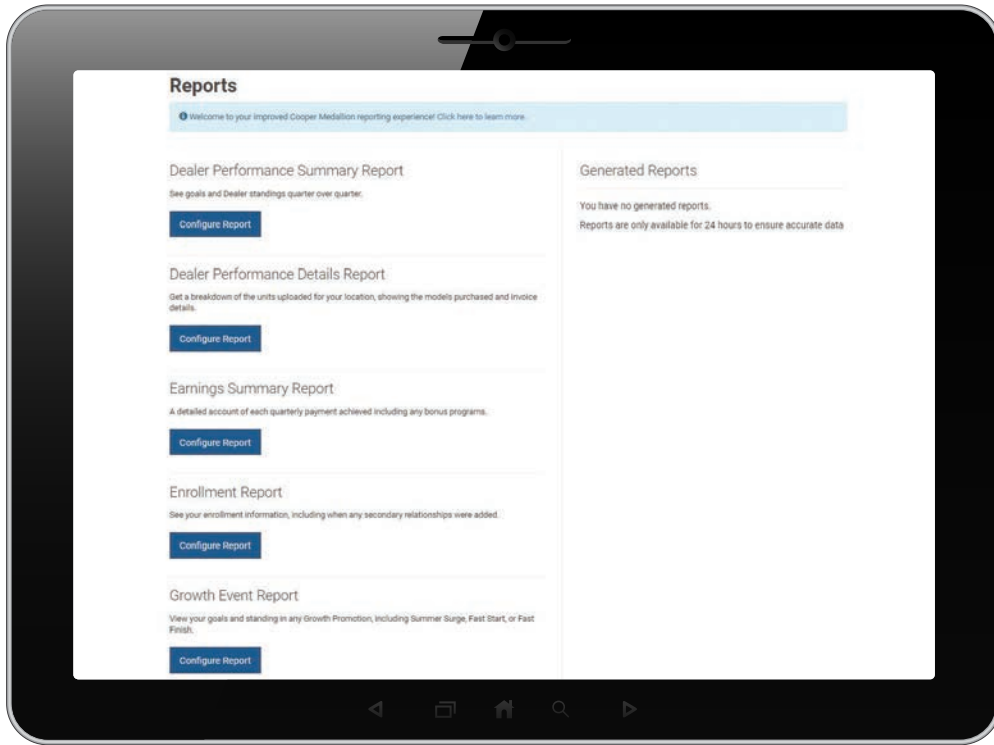 Reports
Welcome to your improved Cooper Medallion reporting experience! Click here to learn more.
Dealer Performance Summary Report
See goals and Dealer standings quarter over quarter.
Configure Report
Dealer Performance Details Report
Get a breakdown of the units uploaded for your location, showing the models purchased and invoice
details.
Configure Report
Earnings Summary Report
A detailed account of each quarterly payment achieved including any bonus programs.
Configure Report
Enrollment Report
See your enrollment information, including when any secondary relationships were added.
Configure Report
Growth Event Report
View your goals and standing in any Growth Promotion, including Summer Surge, Fast Start, or Fast
Finish.
Configure Report
Generated Reports
You have no generated reports.
Reports are only available for 24 hours to ensure accurate data